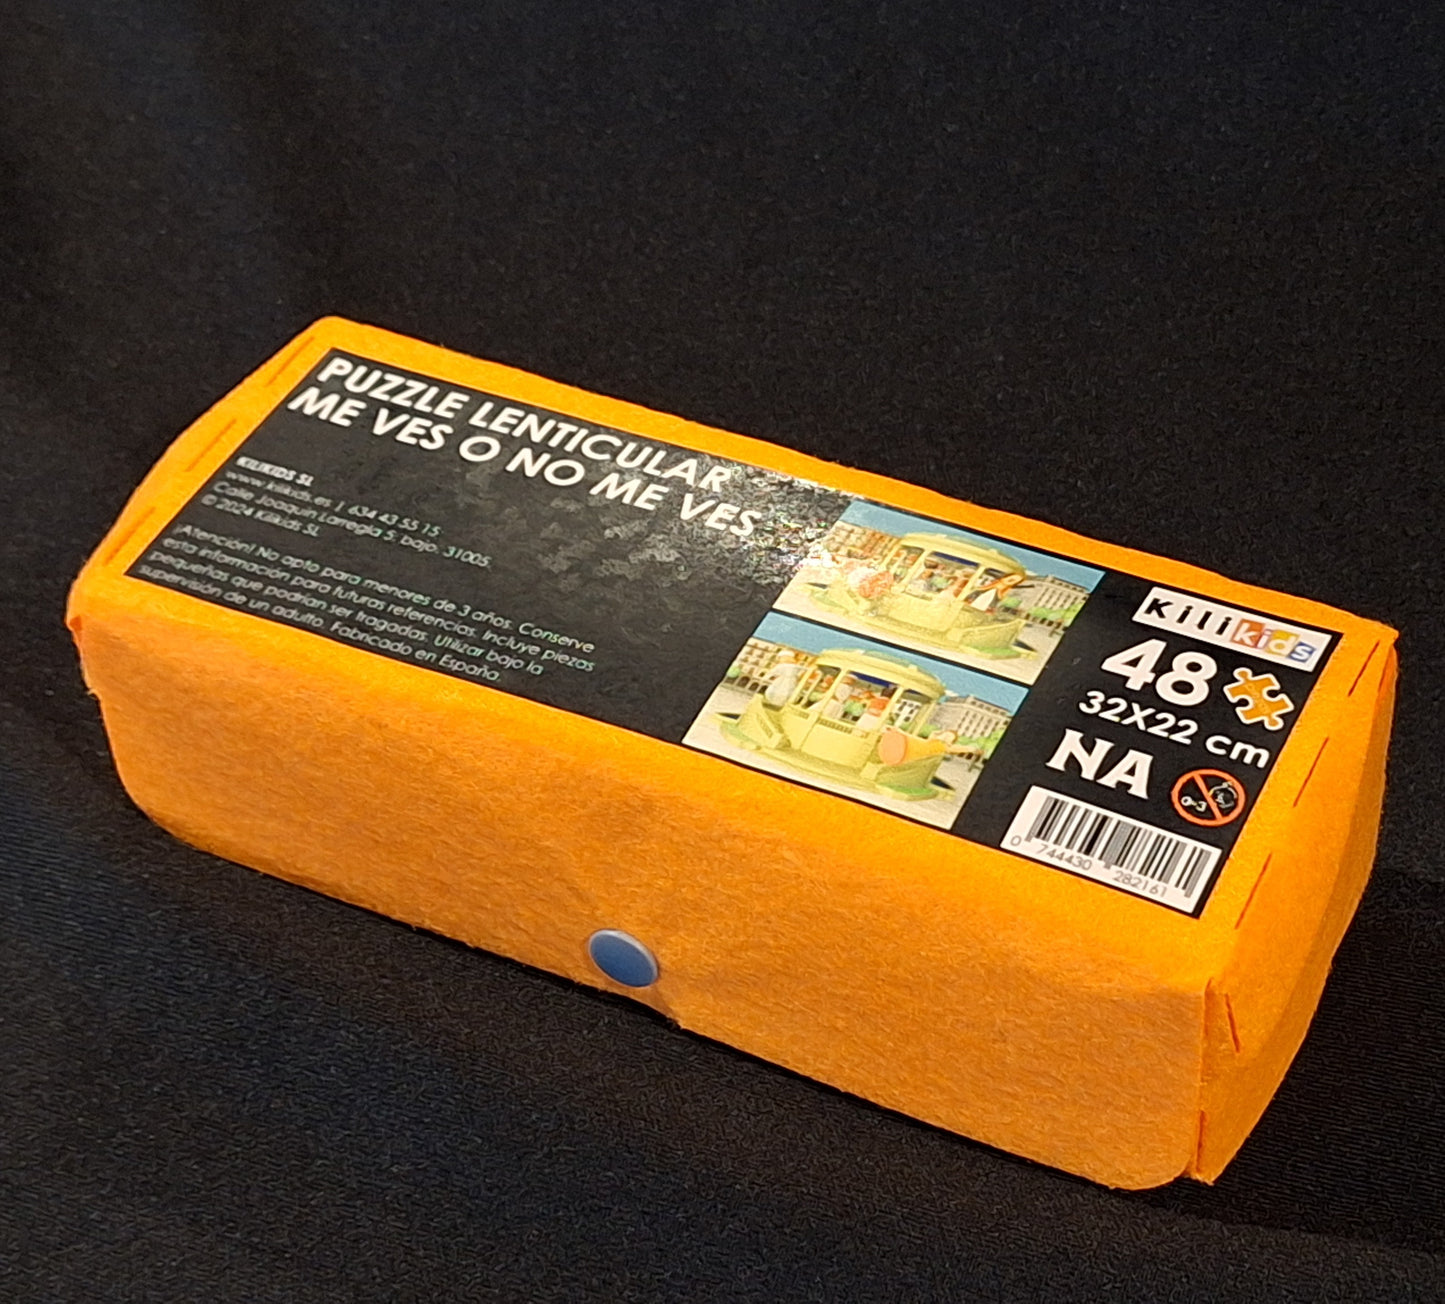 PUZZLE LENTICULAR
ME VES O NO ME VES
KILIKIDS SL
www.kilikids.es | 634 43 55 15
Calle Joaquin Larregla 5, bajo, 31005.
© 2024 Kilikids SL
Atención! No apto para menores de 3 años. Conserve
esta información para futuras referencias. Incluye piezas
pequeñas que podrían ser tragadas. Utilizar bajo la
supervisión de un adulto. Fabricado en España.
kilikids
48
32X22 cm
NA
0-3
0 744430 282161